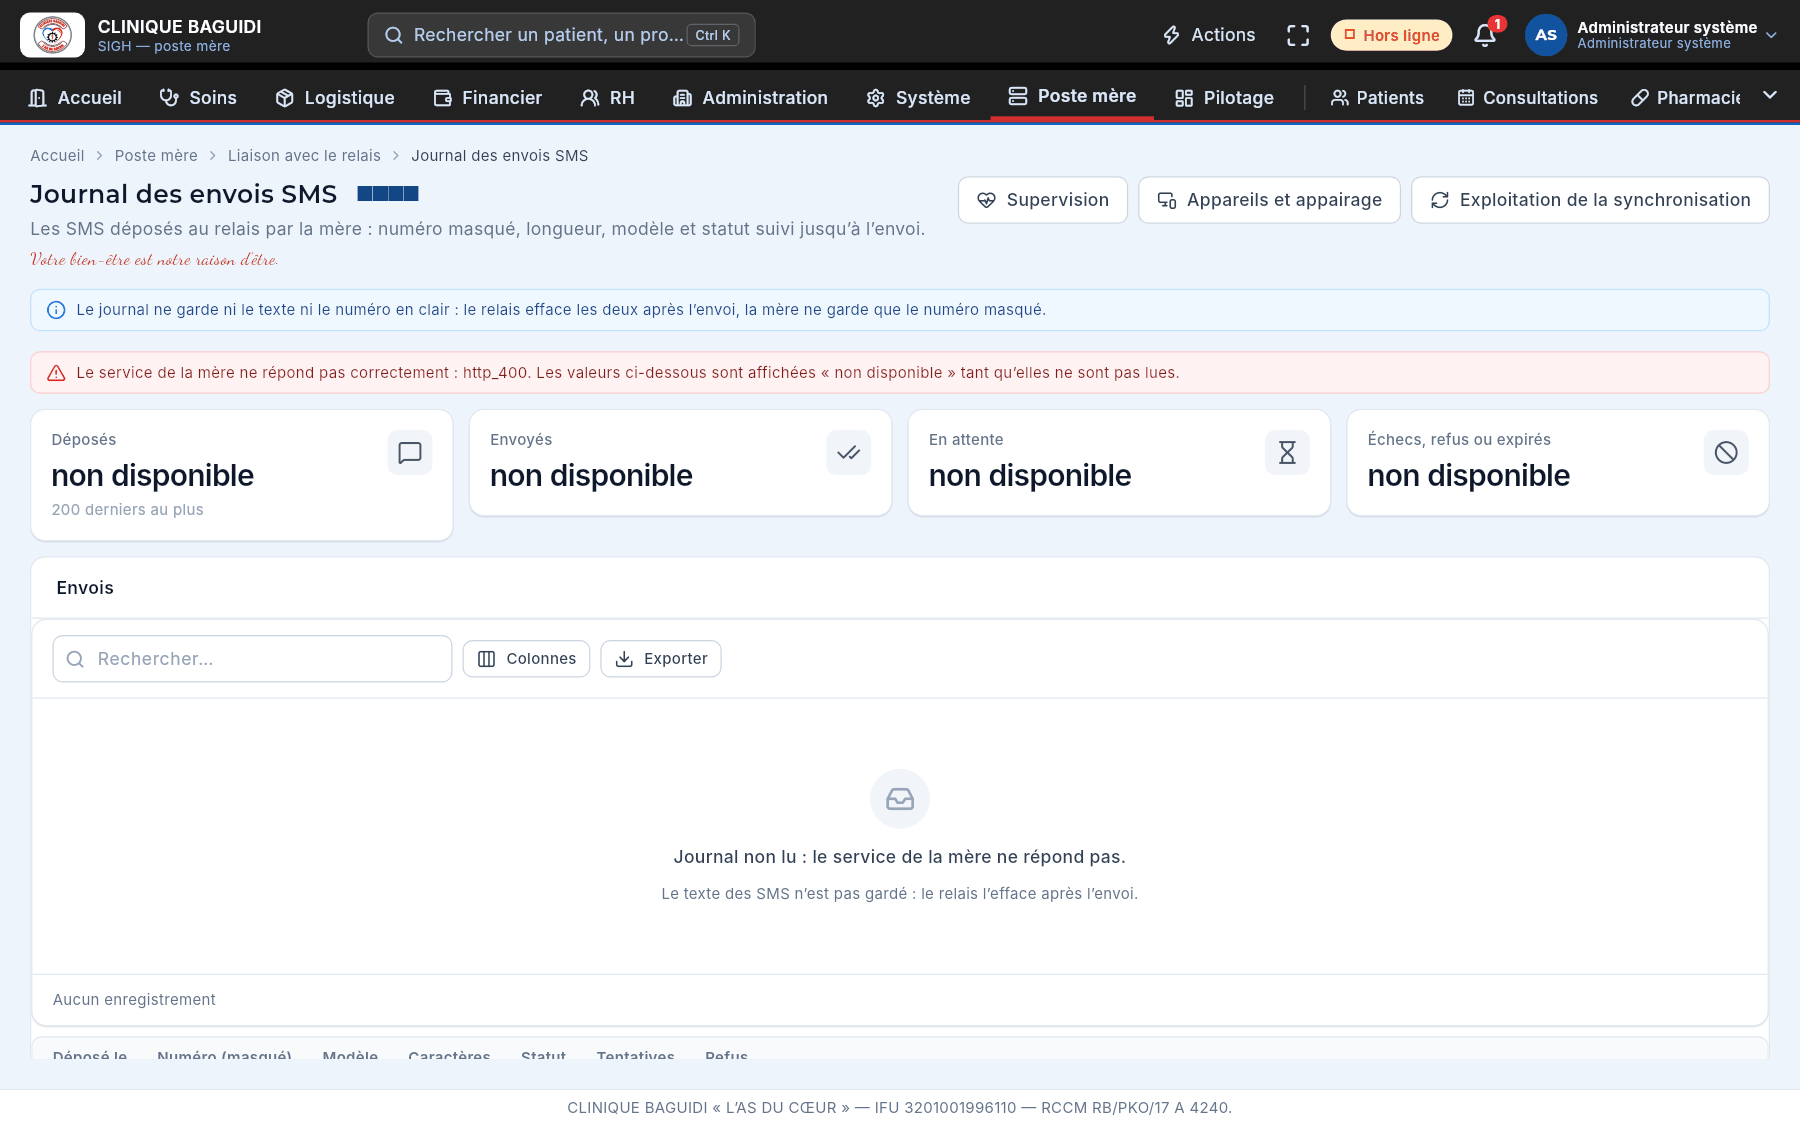 CLINIQUE BAGUIDI
SIGH — poste mère
Rechercher un patient, un pro... Ctrl K
Actions
Hors ligne
1
AS
Administrateur système
Administrateur système
Accueil
Soins
Logistique
Financier
RH
Administration
Système
Poste mère
Pilotage
Patients
Consultations
Pharmacie
Accueil > Poste mère > Liaison avec le relais > Journal des envois SMS
Journal des envois SMS
Supervision
Appareils et appairage
Exploitation de la synchronisation
Les SMS déposés au relais par la mère : numéro masqué, longueur, modèle et statut suivi jusqu’à l’envoi.
Votre bien-être est notre raison d'être.
Le journal ne garde ni le texte ni le numéro en clair : le relais efface les deux après l’envoi, la mère ne garde que le numéro masqué.
Le service de la mère ne répond pas correctement : http_400. Les valeurs ci-dessous sont affichées « non disponible » tant qu’elles ne sont pas lues.
Déposés
non disponible
200 derniers au plus
Envoyés
non disponible
En attente
non disponible
Échecs, refus ou expirés
non disponible
Envois
Rechercher...
Colonnes
Exporter
Journal non lu : le service de la mère ne répond pas.
Le texte des SMS n’est pas gardé : le relais l’efface après l’envoi.
Aucun enregistrement
Déposé le
Numéro (masqué)
Modèle
Caractères
Statut
Tentatives
Refus
CLINIQUE BAGUIDI « L’AS DU CŒUR » — IFU 3201001996110 — RCCM RB/PKO/17 A 4240.